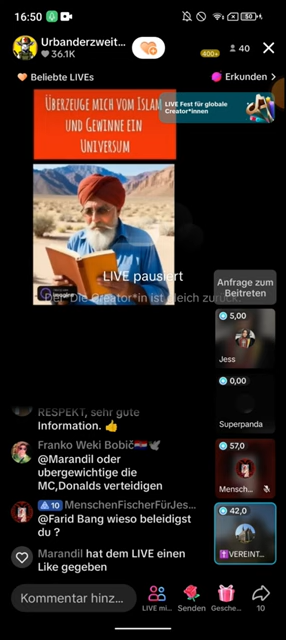 16:50
50
Urbanderzweit...
36.1K
400+
40
Beliebte LIVEs
Erkunden >
ÜBERZEUGE MICH VOM ISLAM
UND GEWINNE EIN
UNIVERSUM
LIVE Fest für globale
Creator*innen
LIVE pausiert
Der*Die Creator*in ist gleich zurück.
Anfrage zum
Beitreten
5,00
Jess
0,00
Superpanda
57,0
Mensch...
42,0
VEREINT...
RESPEKT, sehr gute
Information. 👍
Franko Weki Bobič🇭🇷🕊
@Marandil oder
ubergewichtige die
MC,Donalds verteidigen
10 MenschenFischerFürJes...
@Farid Bang wieso beleidigst
du ?
Marandil hat dem LIVE einen
Like gegeben
Kommentar hinz...
LIVE mi...
Senden
Gesche...
10